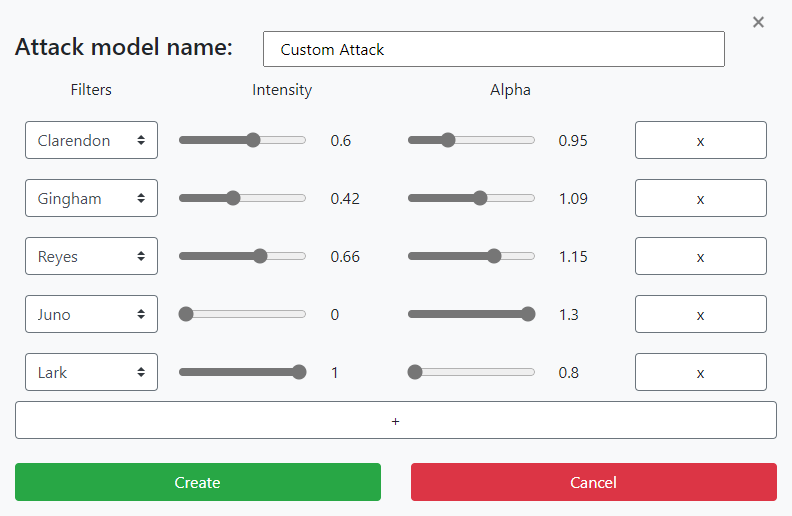 ×
Attack model name: Custom Attack
Filters Intensity Alpha
Clarendon 0.6 0.95 x
Gingham 0.42 1.09 x
Reyes 0.66 1.15 x
Juno 0 1.3 x
Lark 1 0.8 x
+
Create Cancel